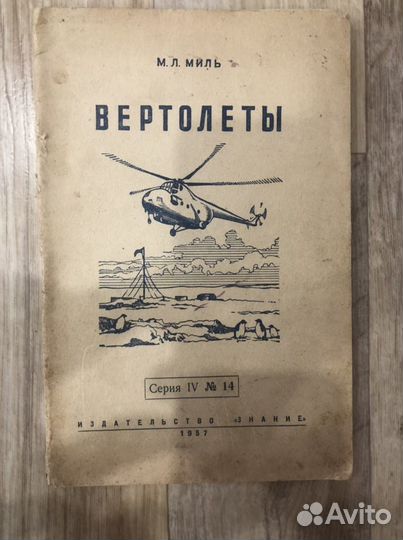 М. Л. МИЛЬ
ВЕРТОЛЕТЫ
Серия IV № 14
ИЗДАТЕЛЬСТВО «ЗНАНИЕ»
1957
Avito